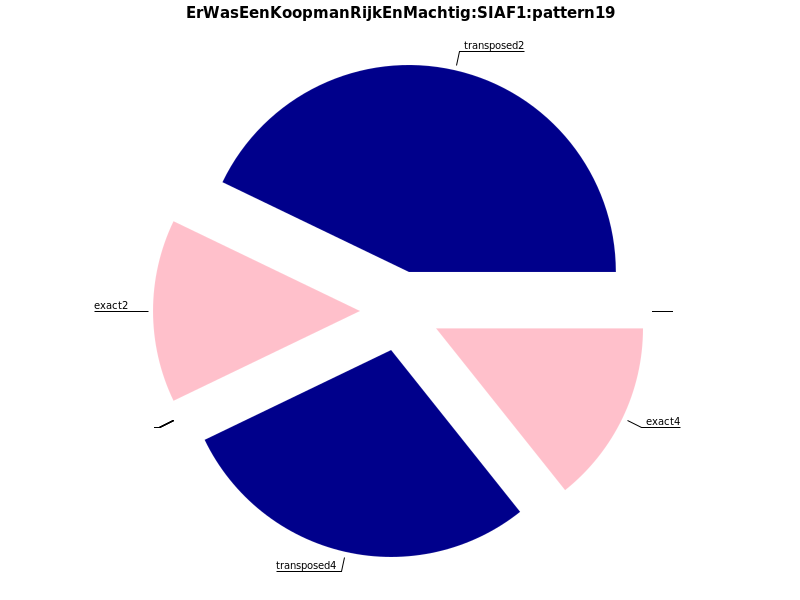 ErWasEenKoopmanRijkEnMachtig:SIAF1:pattern19
transposed2
exact2
exact4
transposed4